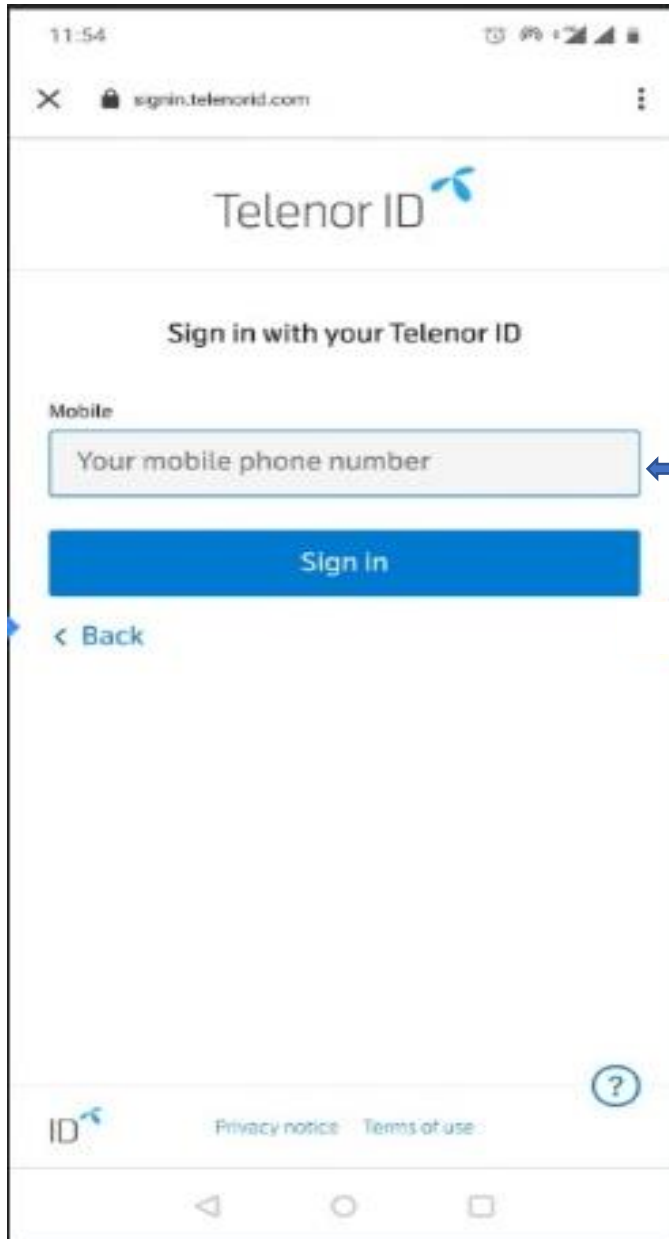 11:54
signin.telenorid.com
Telenor ID
Sign in with your Telenor ID
Mobile
Your mobile phone number
Sign in
< Back
?
ID Privacy notice Terms of use